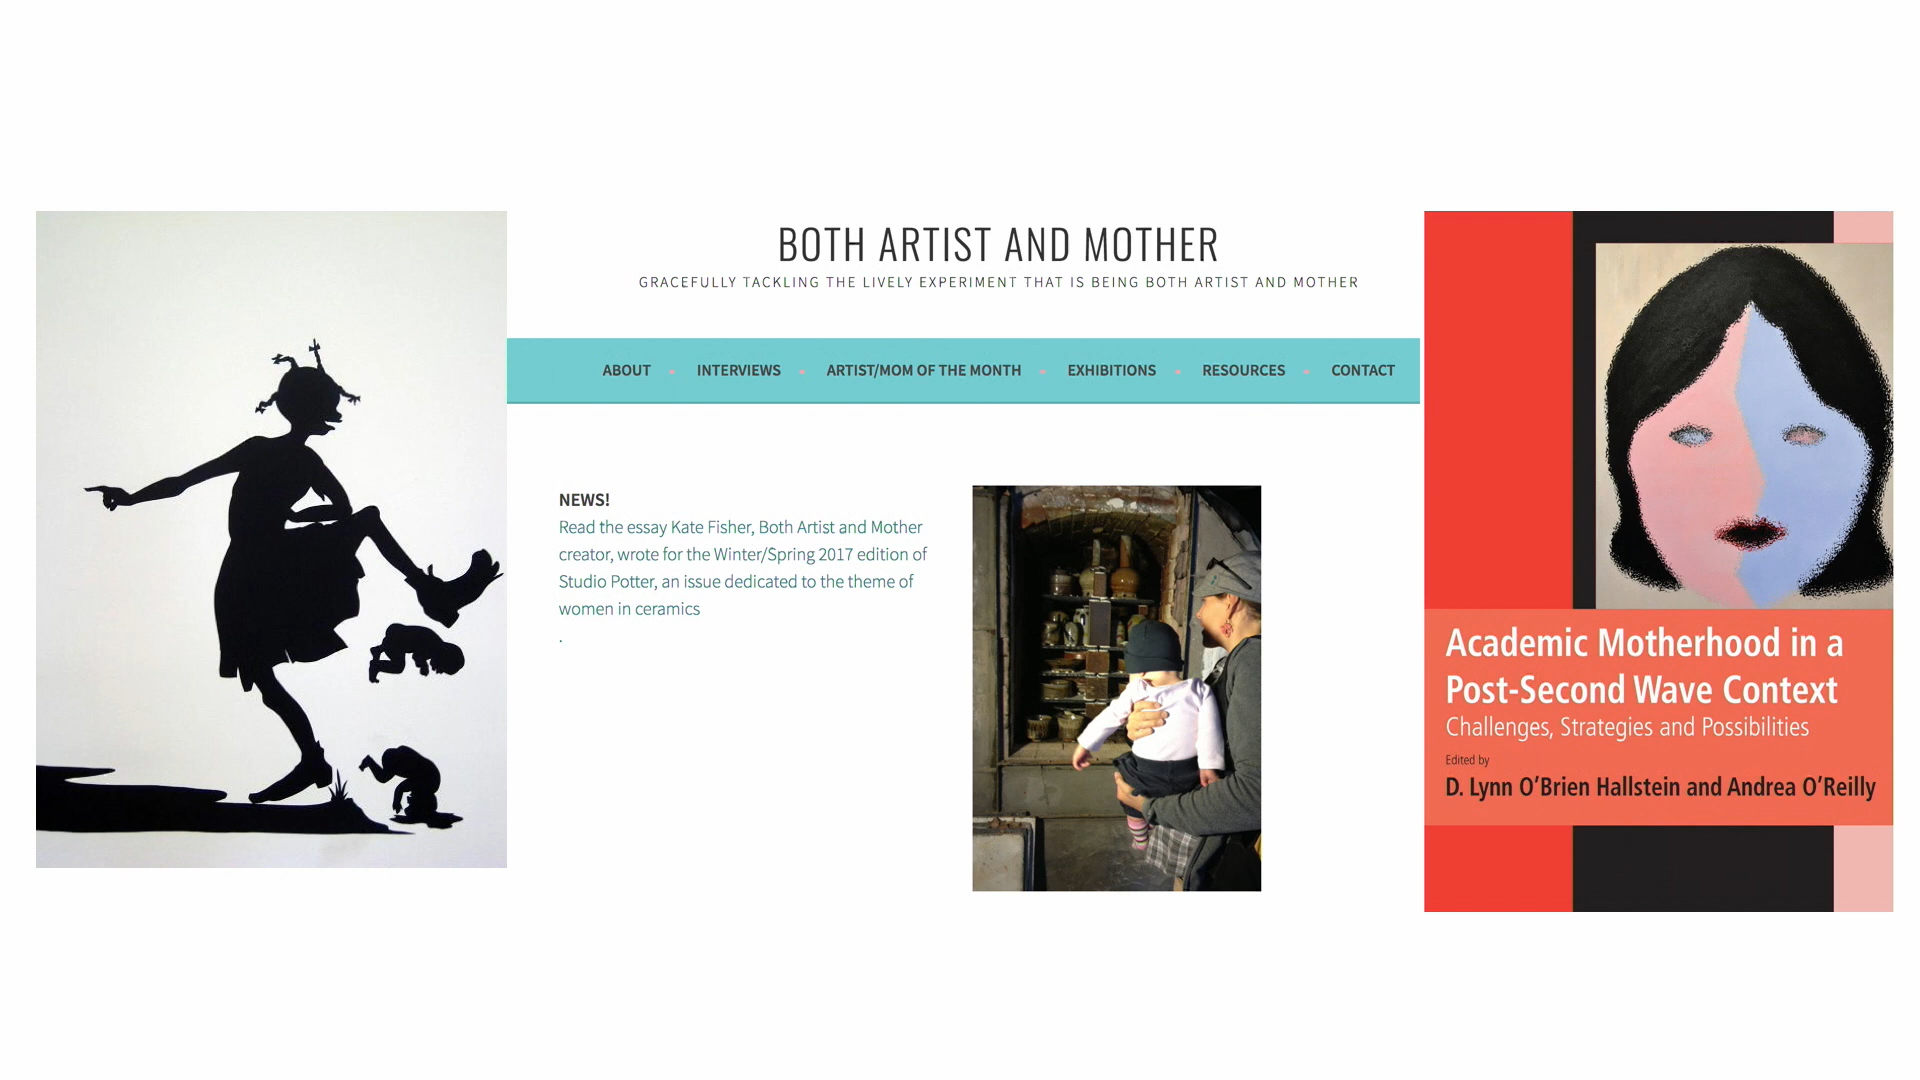 BOTH ARTIST AND MOTHER
GRACEFULLY TACKLING THE LIVELY EXPERIMENT THAT IS BEING BOTH ARTIST AND MOTHER
ABOUT INTERVIEWS ARTIST/MOM OF THE MONTH EXHIBITIONS RESOURCES CONTACT
NEWS!
Read the essay Kate Fisher, Both Artist and Mother
creator, wrote for the Winter/Spring 2017 edition of
Studio Potter, an issue dedicated to the theme of
women in ceramics
.
Academic Motherhood in a
Post-Second Wave Context
Challenges, Strategies and Possibilities
Edited by
D. Lynn O'Brien Hallstein and Andrea O'Reilly